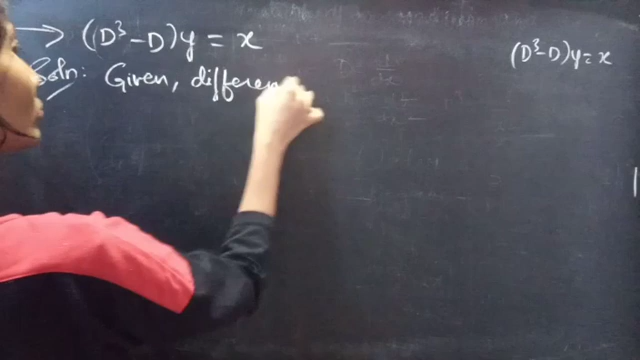 → (D³-D)y = x
Soln: Given, differen
(D³-D)y = x